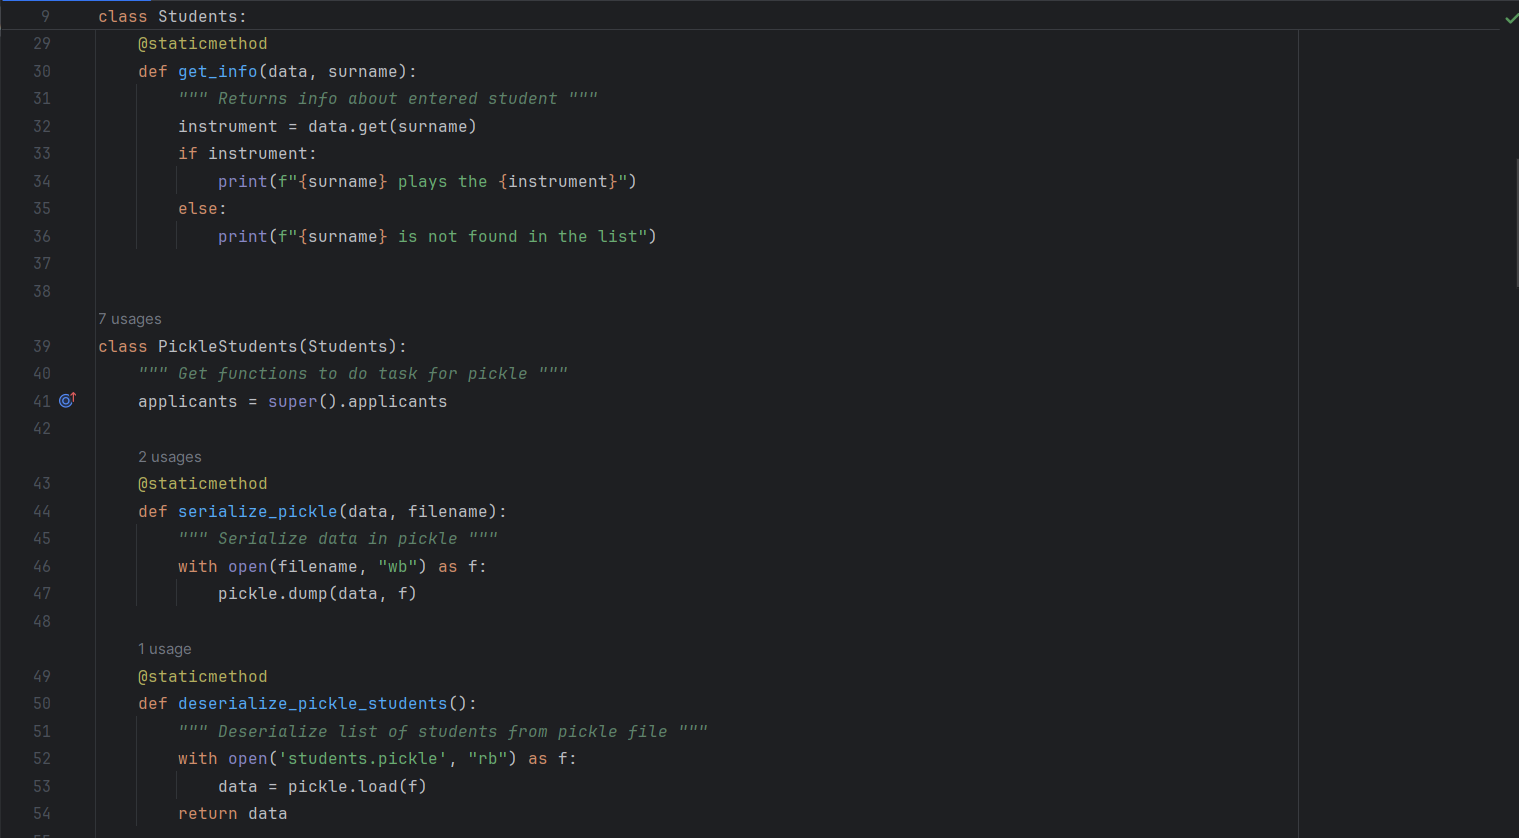 9 class Students:
29     @staticmethod
30     def get_info(data, surname):
31         """ Returns info about entered student """
32         instrument = data.get(surname)
33         if instrument:
34             print(f"{surname} plays the {instrument}")
35         else:
36             print(f"{surname} is not found in the list")
37
38
7 usages
39 class PickleStudents(Students):
40     """ Get functions to do task for pickle """
41     applicants = super().applicants
42
2 usages
43     @staticmethod
44     def serialize_pickle(data, filename):
45         """ Serialize data in pickle """
46         with open(filename, "wb") as f:
47             pickle.dump(data, f)
48
1 usage
49     @staticmethod
50     def deserialize_pickle_students():
51         """ Deserialize list of students from pickle file """
52         with open('students.pickle', "rb") as f:
53             data = pickle.load(f)
54         return data